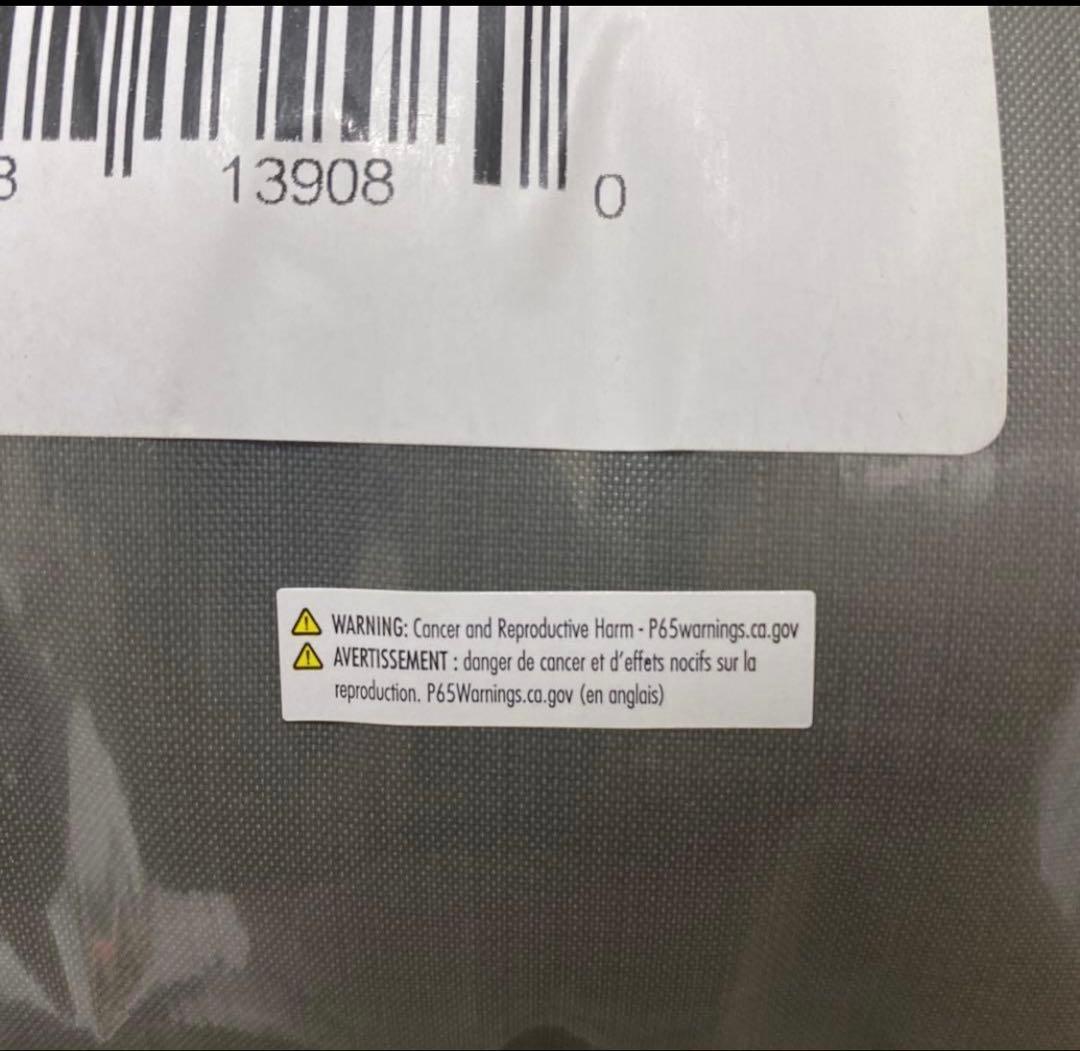 3 13908 0
WARNING: Cancer and Reproductive Harm - P65warnings.ca.gov
AVERTISSEMENT : danger de cancer et d'effets nocifs sur la
reproduction. P65Warnings.ca.gov (en anglais)